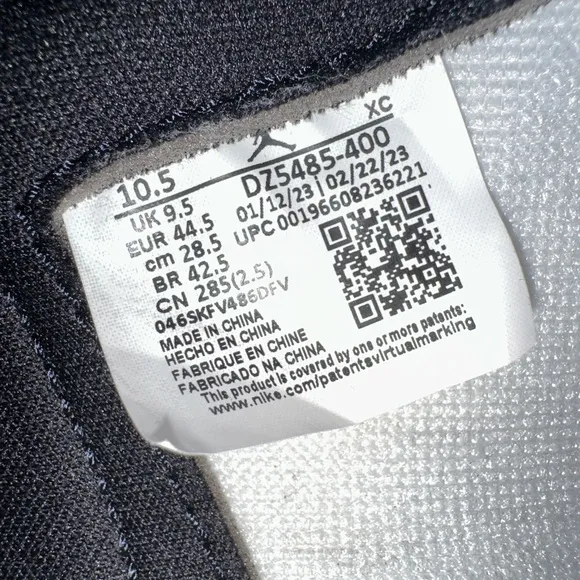 XC
10.5
UK 9.5
EUR 44.5
cm 28.5
BR 42.5
CN 285(2.5)
DZ5485-400
01/12/23 | 02/22/23
UPC 00196608236221
046SKFV486DFV
MADE IN CHINA
HECHO EN CHINA
FABRIQUE EN CHINE
FABRICADO NA CHINA
This product is covered by one or more patents:
www.nike.com/patentsvirtualmarking